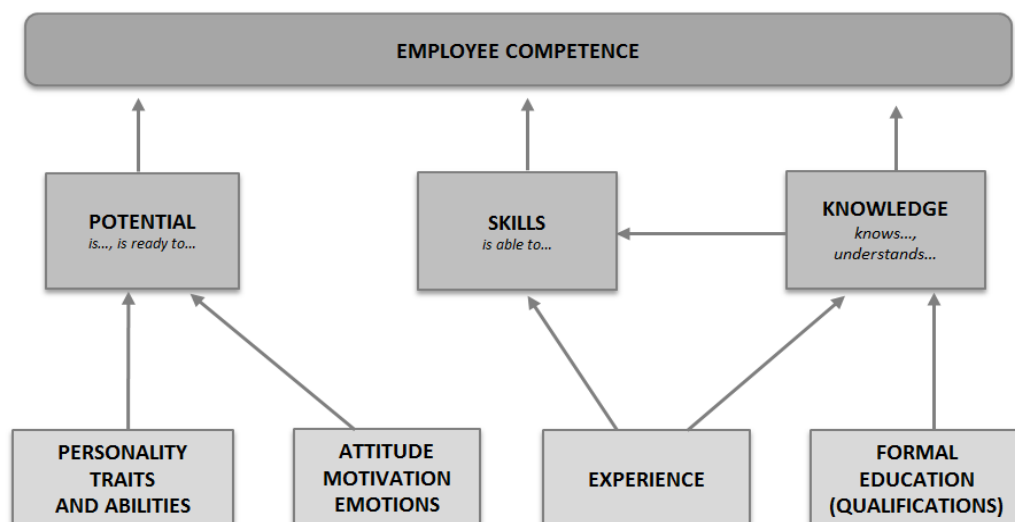 EMPLOYEE COMPETENCE
POTENTIAL
is..., is ready to...
SKILLS
is able to...
KNOWLEDGE
knows...,
understands...
PERSONALITY
TRAITS
AND ABILITIES
ATTITUDE
MOTIVATION
EMOTIONS
EXPERIENCE
FORMAL
EDUCATION
(QUALIFICATIONS)